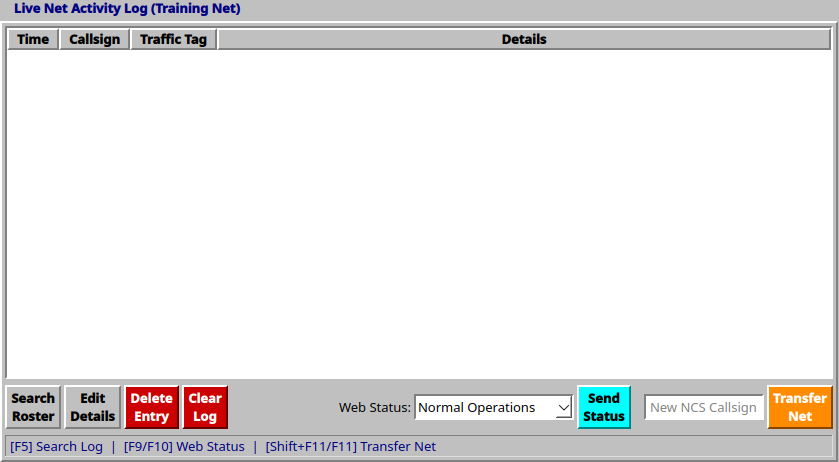 Live Net Activity Log (Training Net)
Time Callsign Traffic Tag Details
Search Roster
Edit Details
Delete Entry
Clear Log
Web Status: Normal Operations
Send Status
New NCS Callsign
Transfer Net
[F5] Search Log | [F9/F10] Web Status | [Shift+F11/F11] Transfer Net